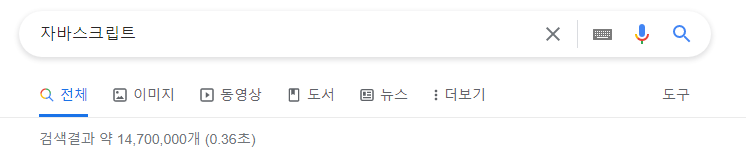 자바스크립트
전체 이미지 동영상 도서 뉴스 더보기 도구
검색결과 약 14,700,000개 (0.36초)